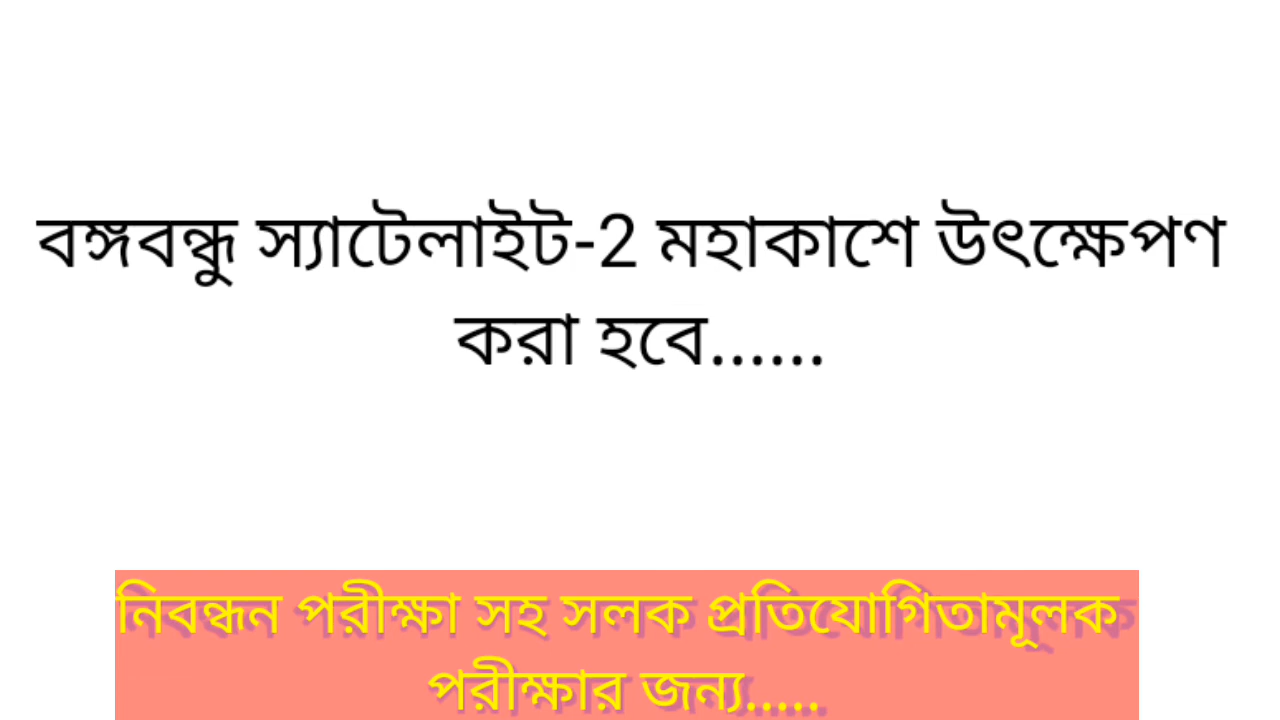 বঙ্গবন্ধু স্যাটেলাইট-2 মহাকাশে উৎক্ষেপণ
করা হবে......
নিবন্ধন পরীক্ষা সহ সলক প্রতিযোগিতামূলক
পরীক্ষার জন্য.....